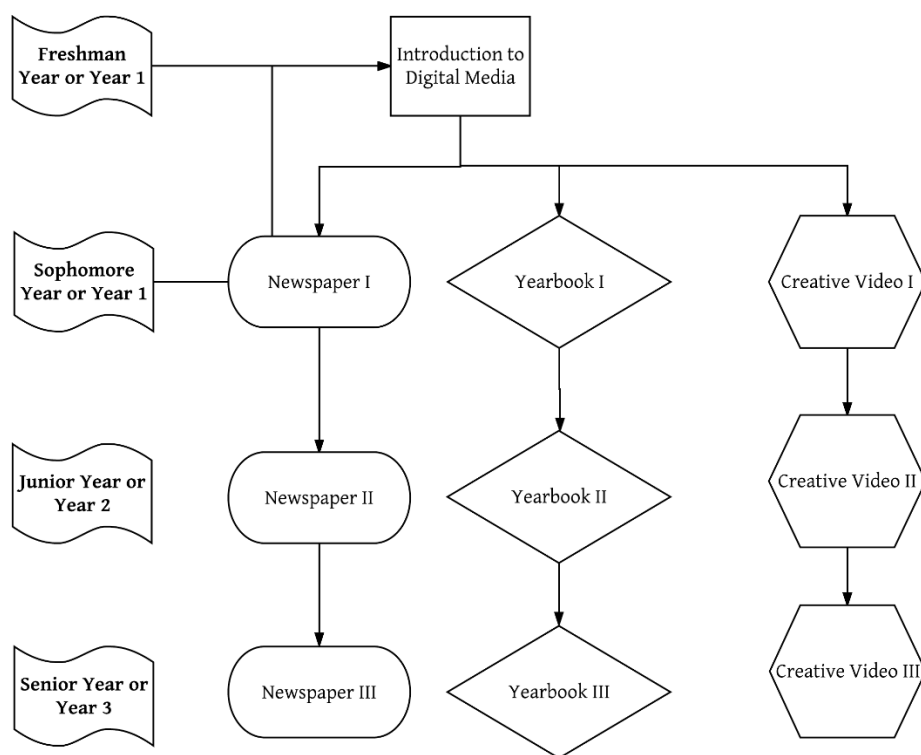 Freshman
Year or Year 1
Introduction to
Digital Media
Sophomore
Year or Year 1
Newspaper I
Yearbook I
Creative Video I
Junior Year or
Year 2
Newspaper II
Yearbook II
Creative Video II
Senior Year or
Year 3
Newspaper III
Yearbook III
Creative Video III